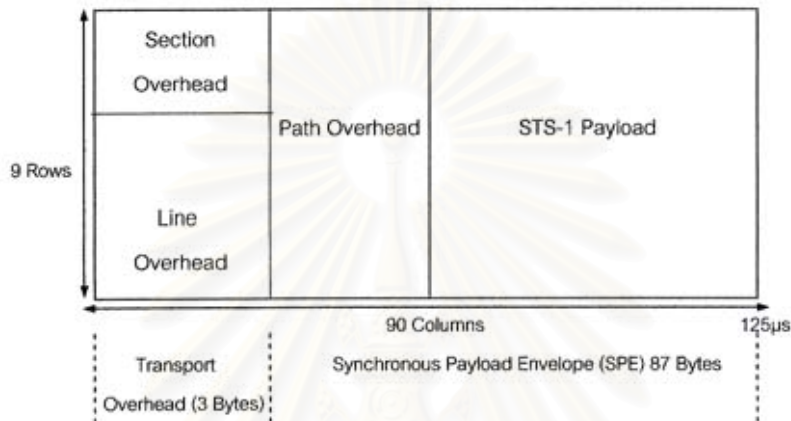 Section
Overhead
Path Overhead
STS-1 Payload
9 Rows
Line
Overhead
90 Columns
125µs
Transport
Overhead (3 Bytes)
Synchronous Payload Envelope (SPE) 87 Bytes